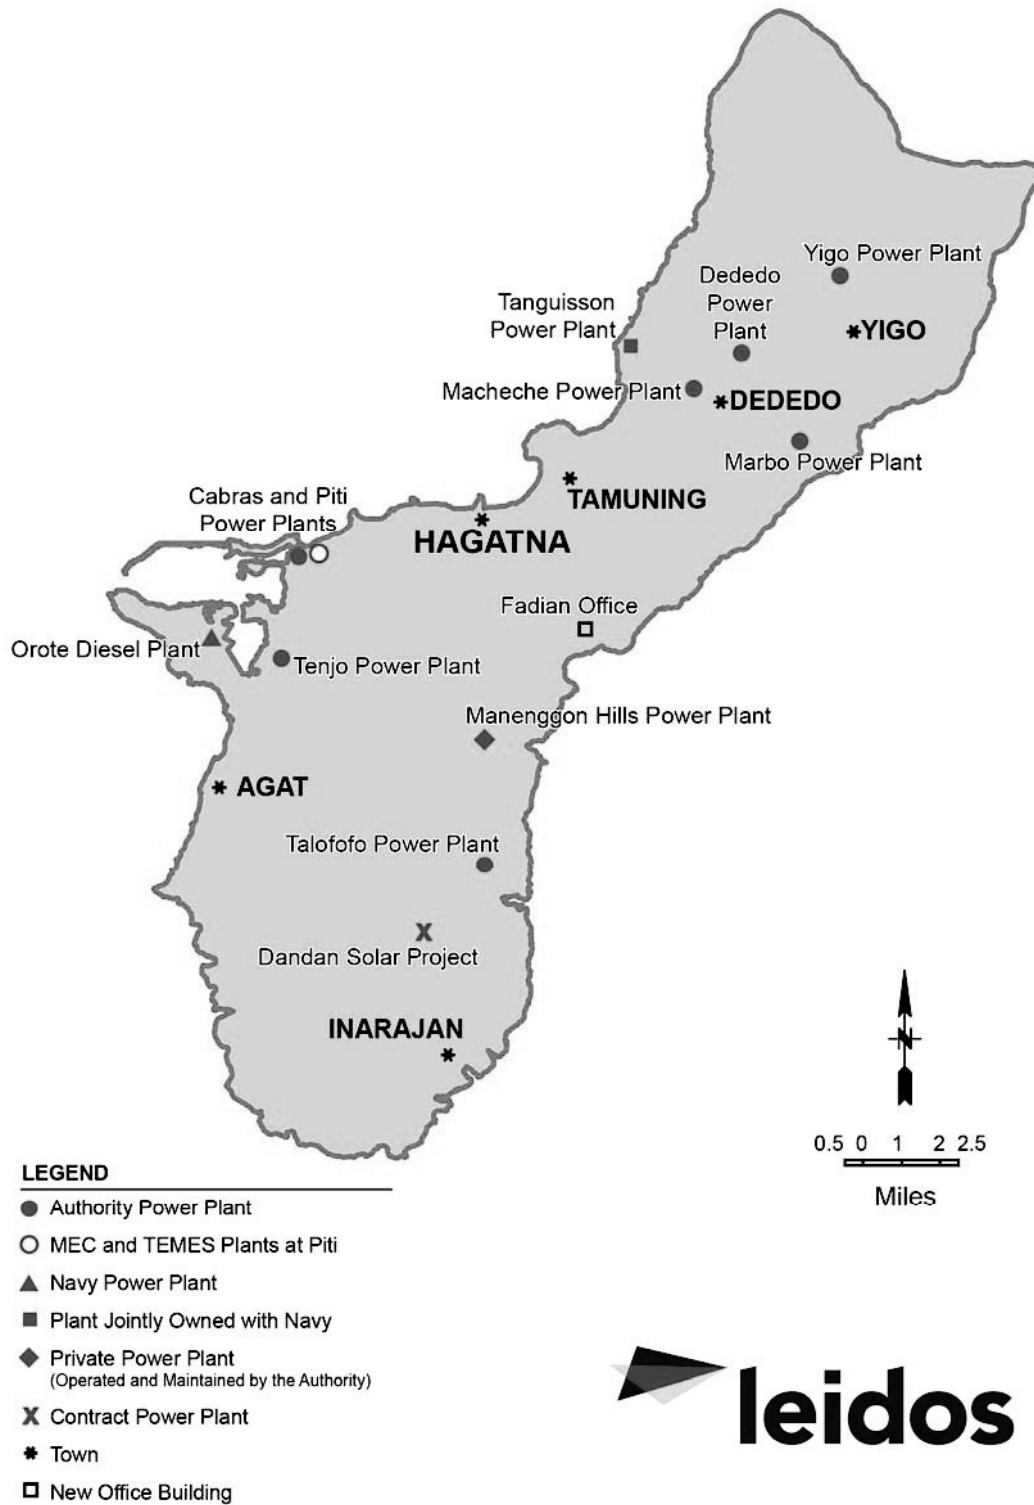 Yigo Power Plant
Dededo
Power
Plant
Tanguisson
Power Plant
YIGO
Macheche Power Plant
DEDEDO
Marbo Power Plant
TAMUNING
Cabras and Piti
Power Plants
HAGATNA
Fadian Office
Orote Diesel Plant
Tenjo Power Plant
Manenggon Hills Power Plant
AGAT
Talofofo Power Plant
Dandan Solar Project
INARAJAN
N
0.5 0 1 2 2.5
Miles
LEGEND
Authority Power Plant
MEC and TEMES Plants at Piti
Navy Power Plant
Plant Jointly Owned with Navy
Private Power Plant
(Operated and Maintained by the Authority)
Contract Power Plant
Town
New Office Building
leidos